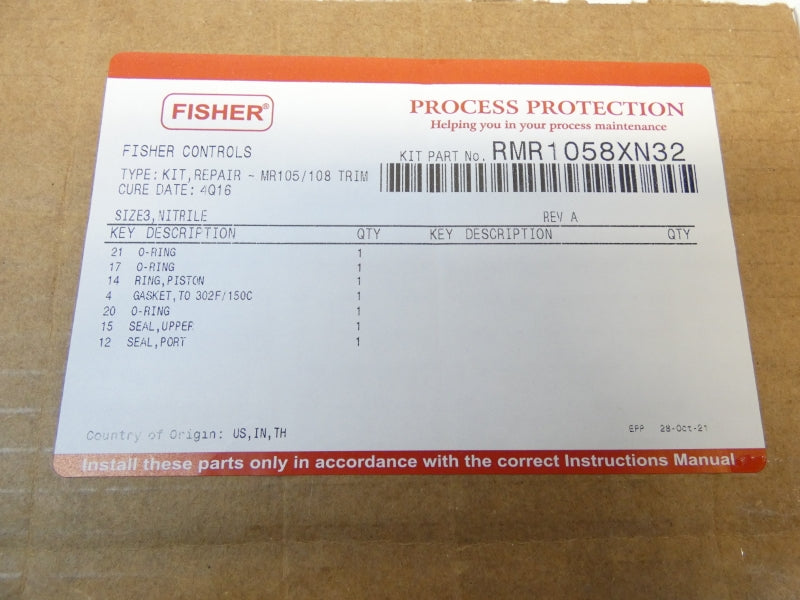 FISHER®
PROCESS PROTECTION
Helping you in your process maintenance
FISHER CONTROLS
KIT PART No. RMR1058XN32
TYPE: KIT, REPAIR - MR105/108 TRIM
CURE DATE: 4Q16
SIZE3, NITRILE REV A
KEY DESCRIPTION QTY KEY DESCRIPTION QTY
21 O-RING 1
17 O-RING 1
14 RING, PISTON 1
4 GASKET, TO 302F/150C 1
20 O-RING 1
15 SEAL, UPPER 1
12 SEAL, PORT 1
Country of Origin: US, IN, TH
EPP 28-Oct-21
Install these parts only in accordance with the correct Instructions Manual